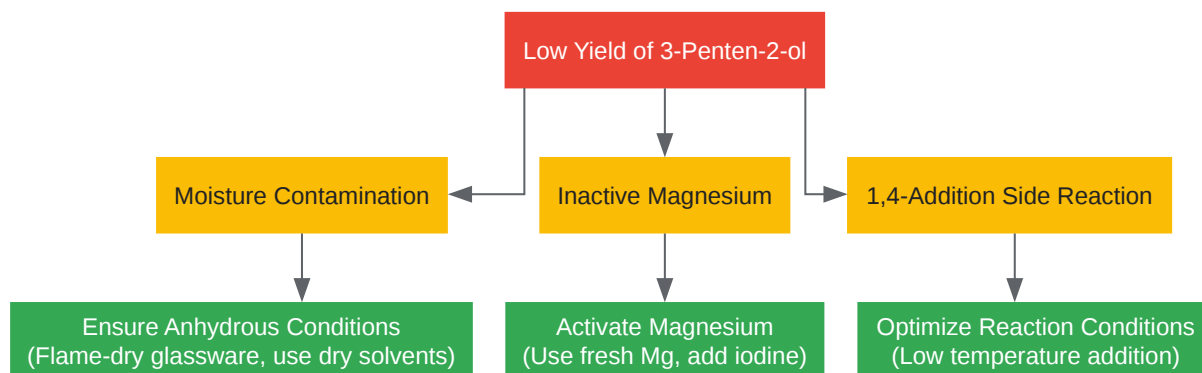 Low Yield of 3-Penten-2-ol
Moisture Contamination
Inactive Magnesium
1,4-Addition Side Reaction
Ensure Anhydrous Conditions
(Flame-dry glassware, use dry solvents)
Activate Magnesium
(Use fresh Mg, add iodine)
Optimize Reaction Conditions
(Low temperature addition)